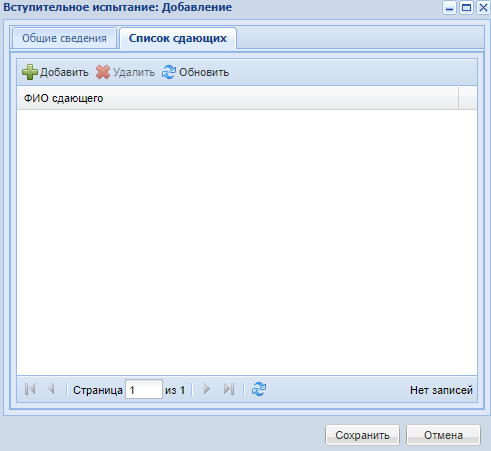 Вступительное испытание: Добавление
Общие сведения Список сдающих
Добавить Удалить Обновить
ФИО сдающего
Страница 1 из 1 Нет записей
Сохранить Отмена